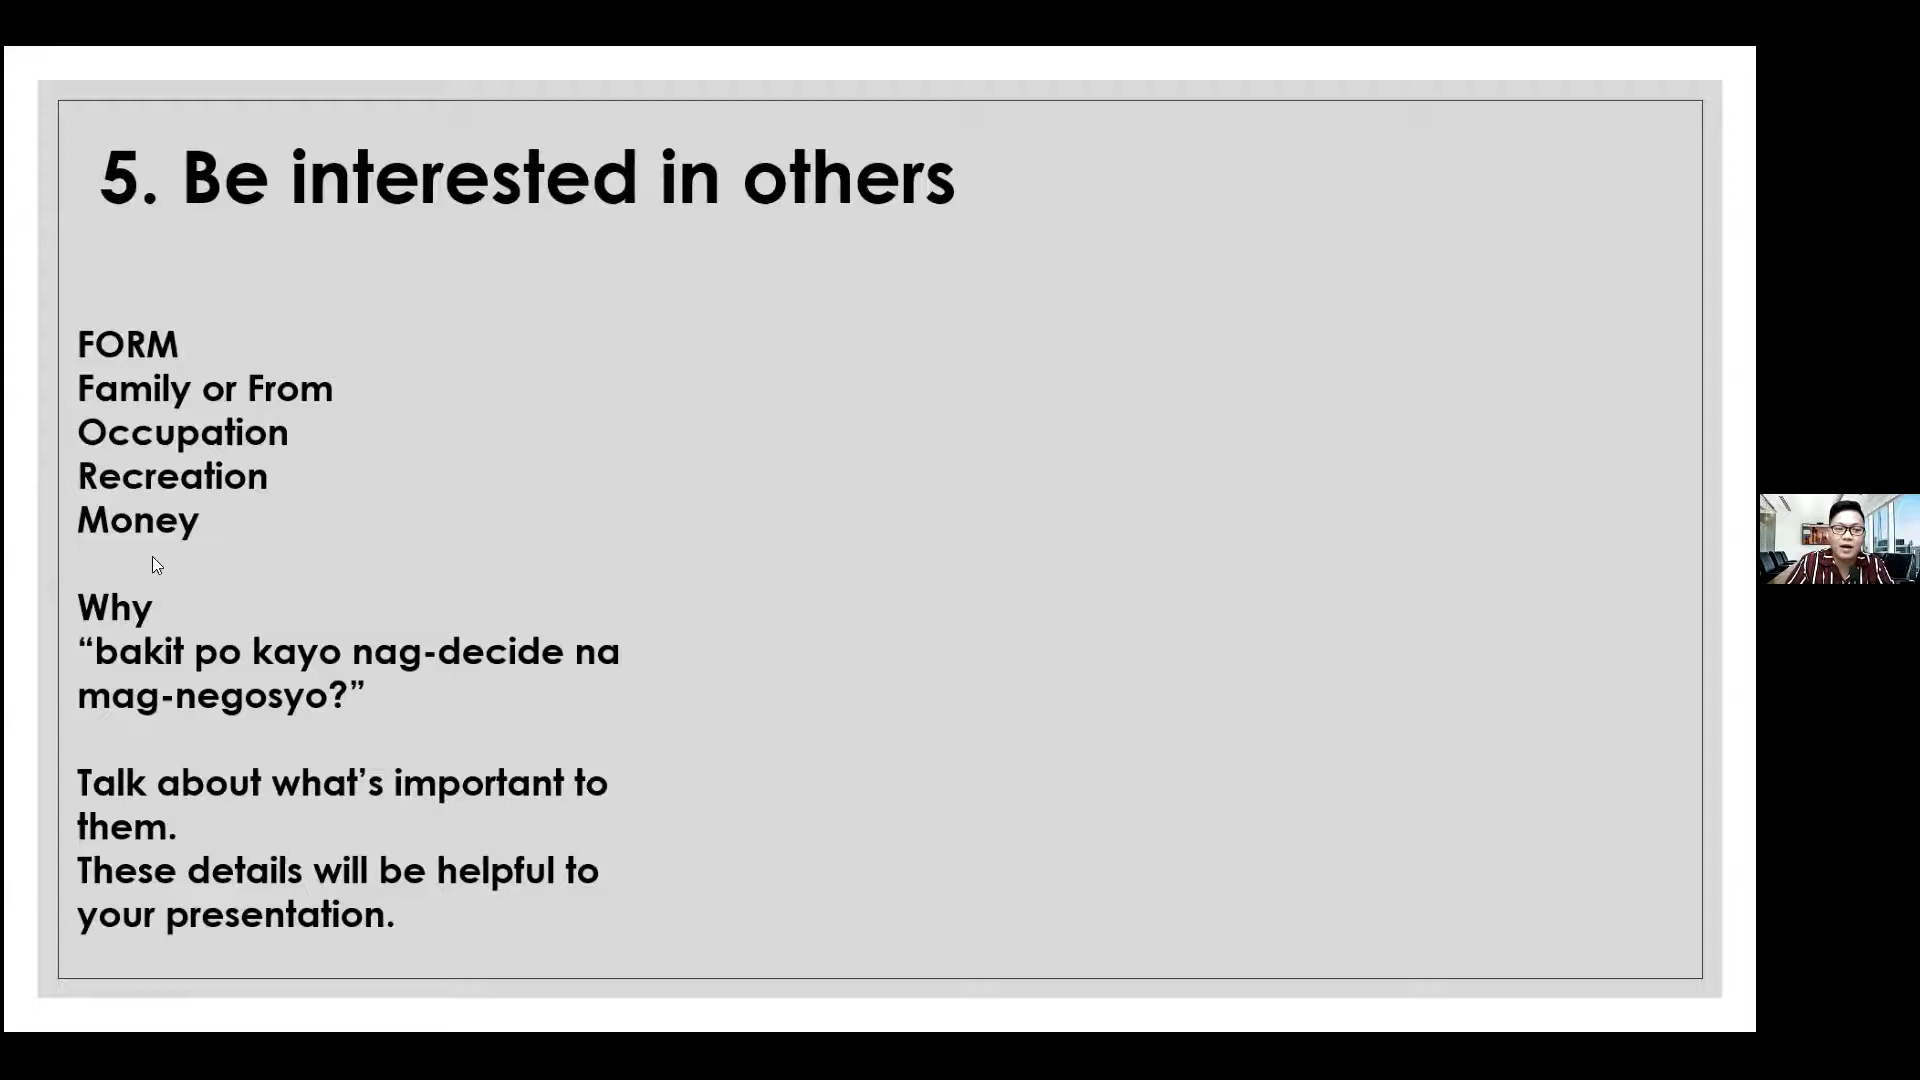 5. Be interested in others
FORM
Family or From
Occupation
Recreation
Money
Why
“bakit po kayo nag-decide na
mag-negosyo?”
Talk about what’s important to
them.
These details will be helpful to
your presentation.